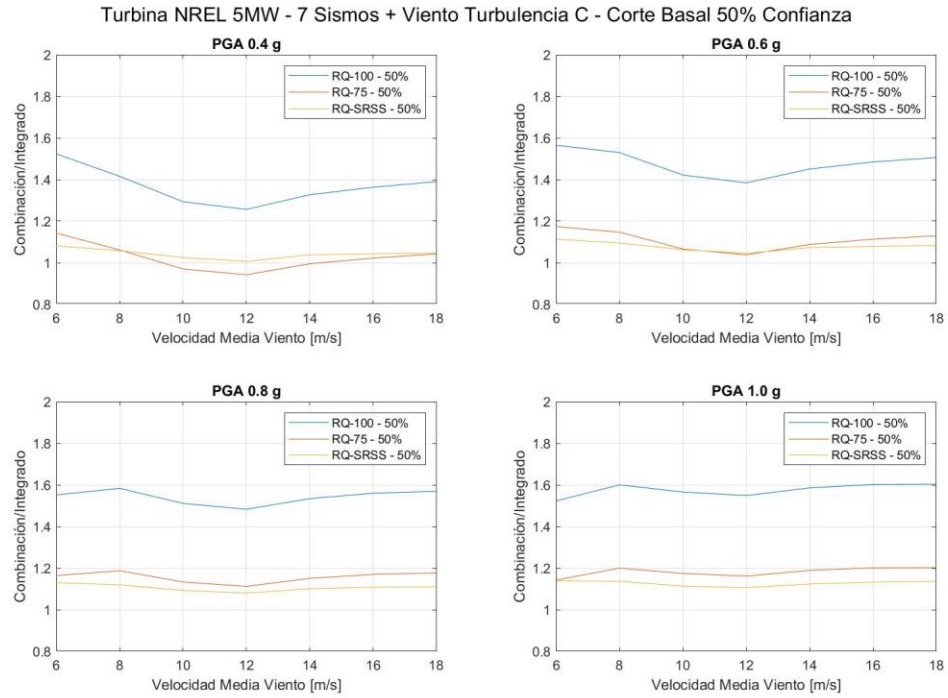 Turbina NREL 5MW - 7 Sismos + Viento Turbulencia C - Corte Basal 50% Confianza
PGA 0.4 g
Combinación/Integrado
2
1.8
1.6
1.4
1.2
1
0.8
RQ-100 - 50%
RQ-75 - 50%
RQ-SRSS - 50%
6 8 10 12 14 16 18
Velocidad Media Viento [m/s]
PGA 0.6 g
Combinación/Integrado
2
1.8
1.6
1.4
1.2
1
0.8
RQ-100 - 50%
RQ-75 - 50%
RQ-SRSS - 50%
6 8 10 12 14 16 18
Velocidad Media Viento [m/s]
PGA 0.8 g
Combinación/Integrado
2
1.8
1.6
1.4
1.2
1
0.8
RQ-100 - 50%
RQ-75 - 50%
RQ-SRSS - 50%
6 8 10 12 14 16 18
Velocidad Media Viento [m/s]
PGA 1.0 g
Combinación/Integrado
2
1.8
1.6
1.4
1.2
1
0.8
RQ-100 - 50%
RQ-75 - 50%
RQ-SRSS - 50%
6 8 10 12 14 16 18
Velocidad Media Viento [m/s]